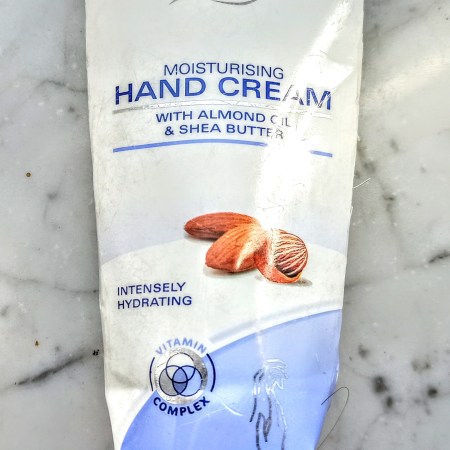 MOISTURISING
HAND CREAM
WITH ALMOND OIL
& SHEA BUTTER
INTENSELY
HYDRATING
VITAMIN
COMPLEX